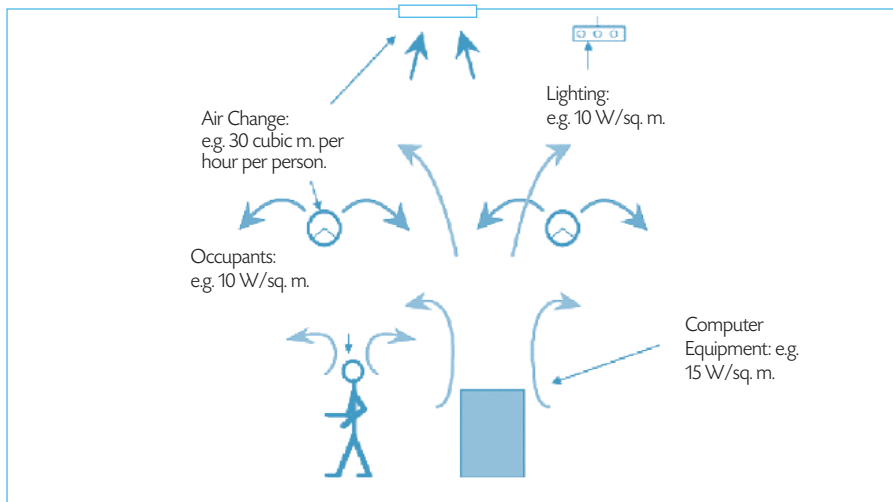 Air Change:
e.g. 30 cubic m. per
hour per person.
Lighting:
e.g. 10 W/sq. m.
Occupants:
e.g. 10 W/sq. m.
Computer
Equipment: e.g.
15 W/sq. m.